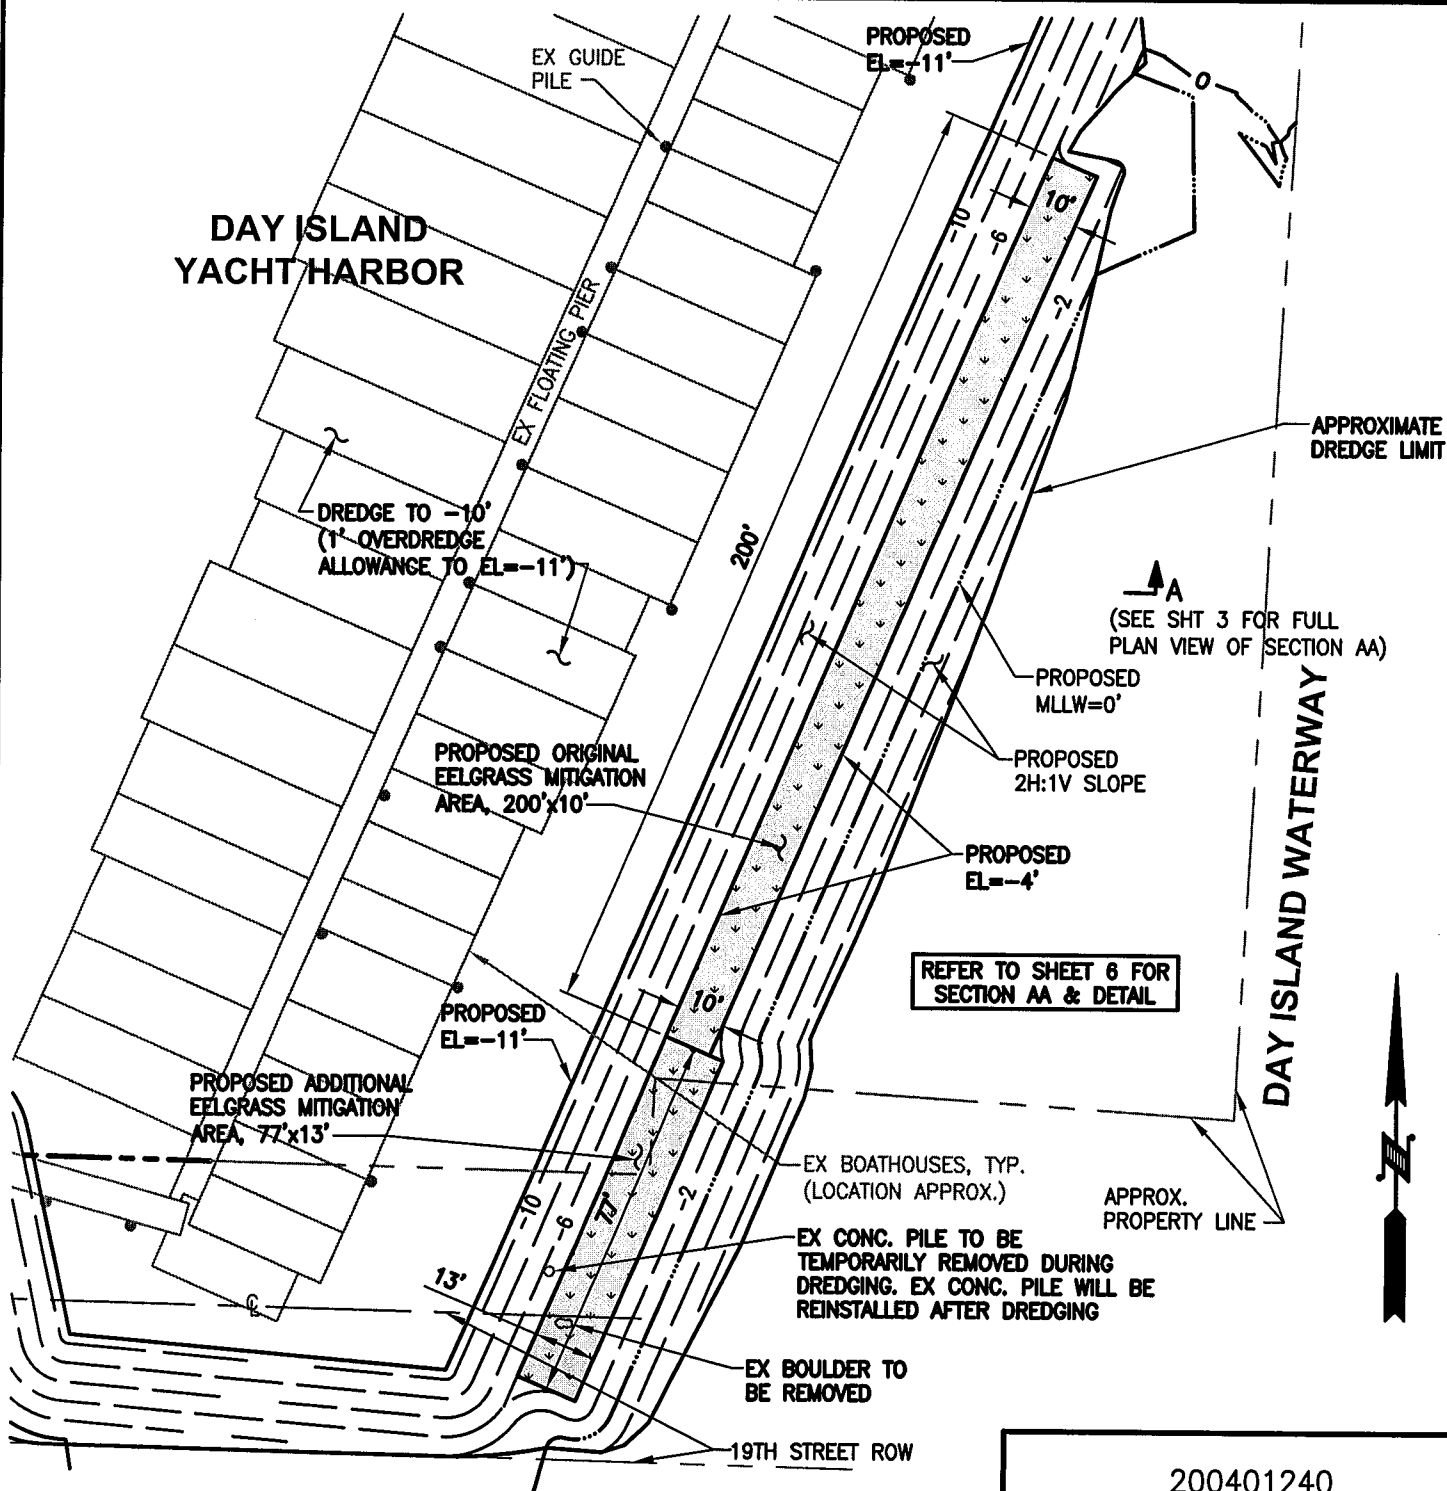 PROPOSED
EL=-11'
EX GUIDE
PILE
0
DAY ISLAND
YACHT HARBOR
10'
-10
-6
-2
EX FLOATING PIER
APPROXIMATE
DREDGE LIMIT
DREDGE TO -10'
(1' OVERDREDGE
ALLOWANCE TO EL=-11')
200'
A
(SEE SHT 3 FOR FULL
PLAN VIEW OF SECTION AA)
PROPOSED
MLLW=0'
PROPOSED
2H:1V SLOPE
PROPOSED ORIGINAL
EELGRASS MITIGATION
AREA, 200'x10'
PROPOSED
EL=-4'
DAY ISLAND WATERWAY
REFER TO SHEET 6 FOR
SECTION AA & DETAIL
10'
PROPOSED
EL=-11'
PROPOSED ADDITIONAL
EELGRASS MITIGATION
AREA, 77'x13'
EX BOATHOUSES, TYP.
(LOCATION APPROX.)
APPROX.
PROPERTY LINE
-10
-6
77'
-2
EX CONC. PILE TO BE
TEMPORARILY REMOVED DURING
DREDGING. EX CONC. PILE WILL BE
REINSTALLED AFTER DREDGING
13'
℄
EX BOULDER TO
BE REMOVED
19TH STREET ROW
N
200401240